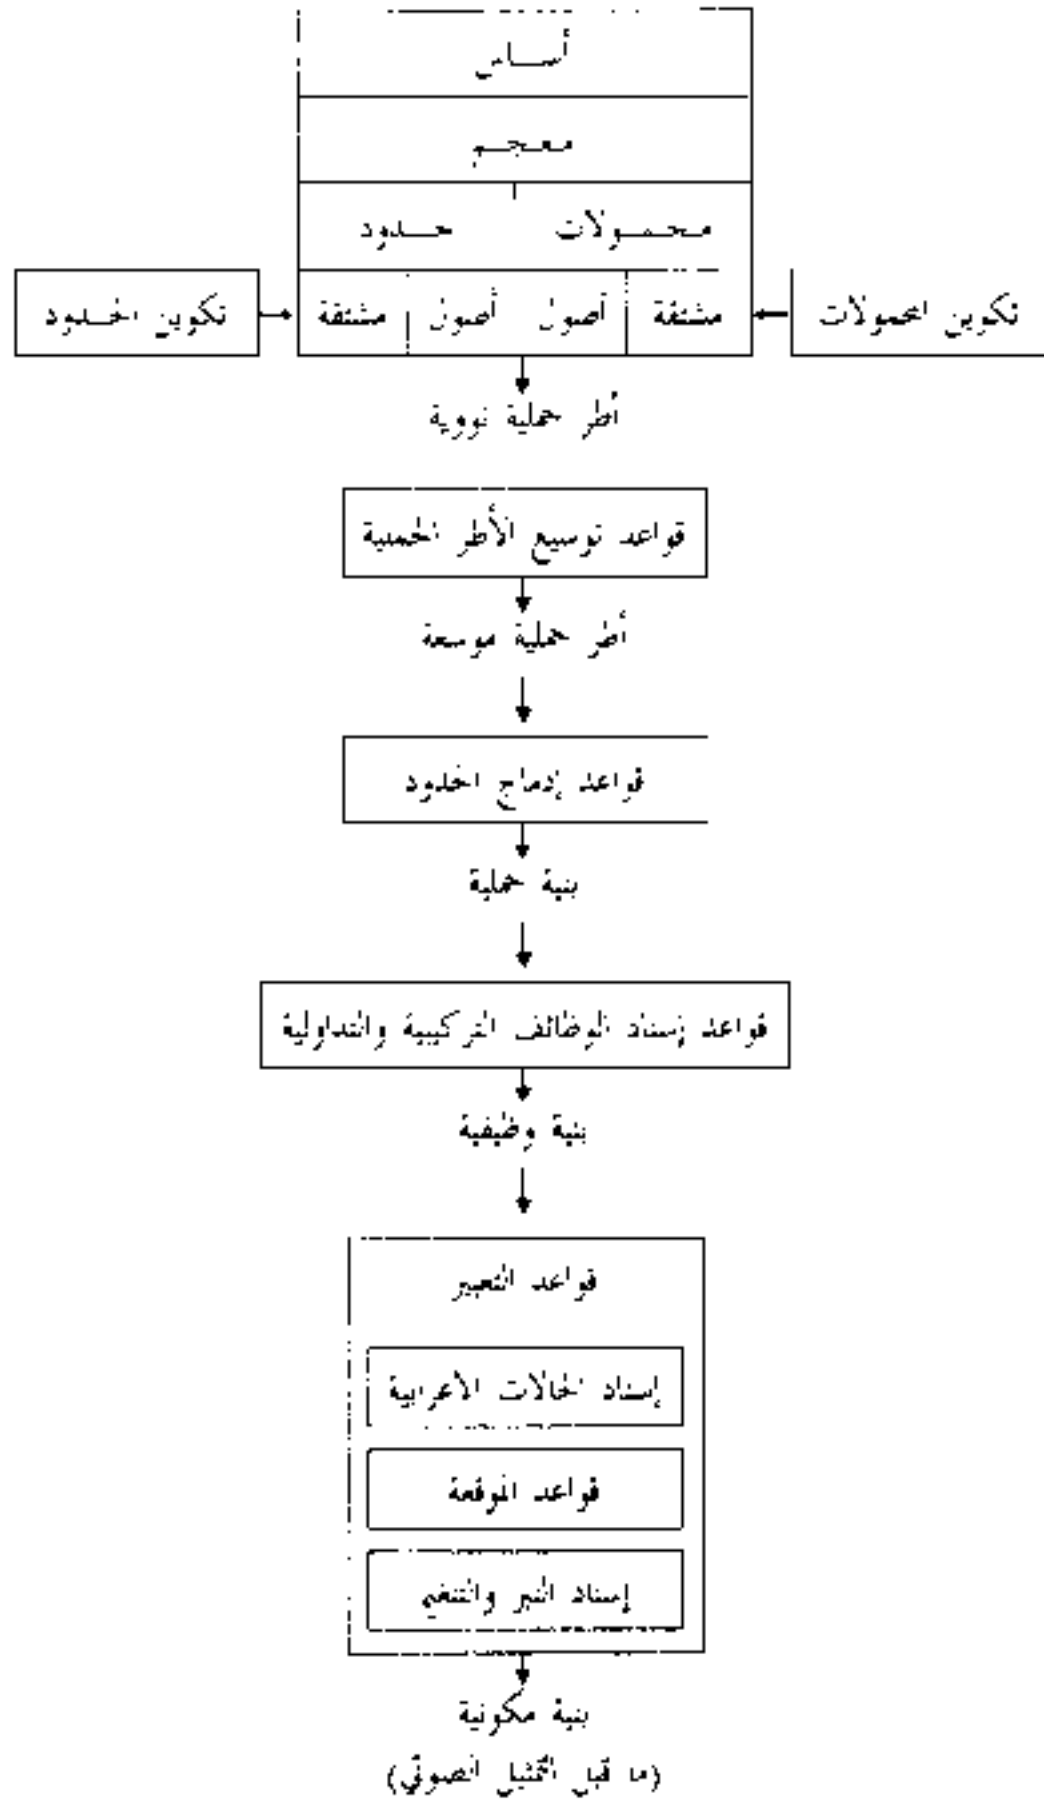 أساس
معجم
محمولات حدود
تكوين المحمولات مشتقة أصول أصول مشتقة تكوين الحدود
أطر حملية نووية
قواعد توسيع الأطر الحملية
أطر حملية موسعة
قواعد إدماج الحدود
بنية حملية
قواعد إسناد الوظائف التركيبية والتداولية
بنية وظيفية
قواعد التعبير
إسناد الحالات الاعرابية
قواعد الموقعة
إسناد النبر والتنغيم
بنية مكونية
(ما قبل التمثيل الصوتي)